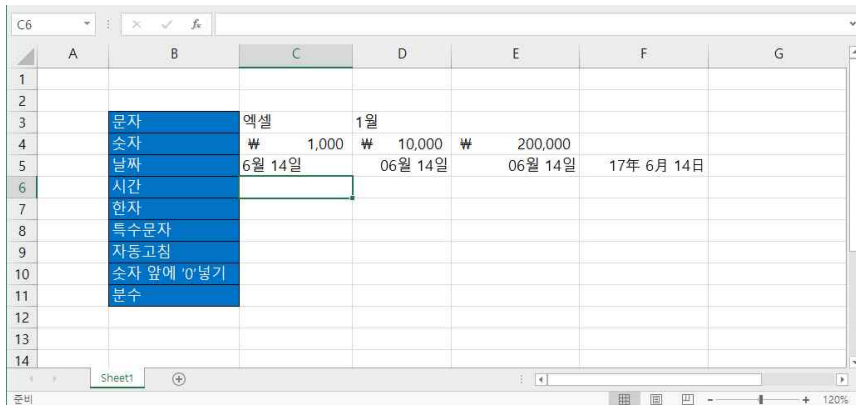 C6 fx
A B C D E F G
1
2
3 문자 엑셀 1월
4 숫자 ₩ 1,000 ₩ 10,000 ₩ 200,000
5 날짜 6월 14일 06월 14일 06월 14일 17年 6月 14日
6 시간
7 한자
8 특수문자
9 자동고침
10 숫자 앞에 '0'넣기
11 분수
12
13
14
Sheet1
준비 120%